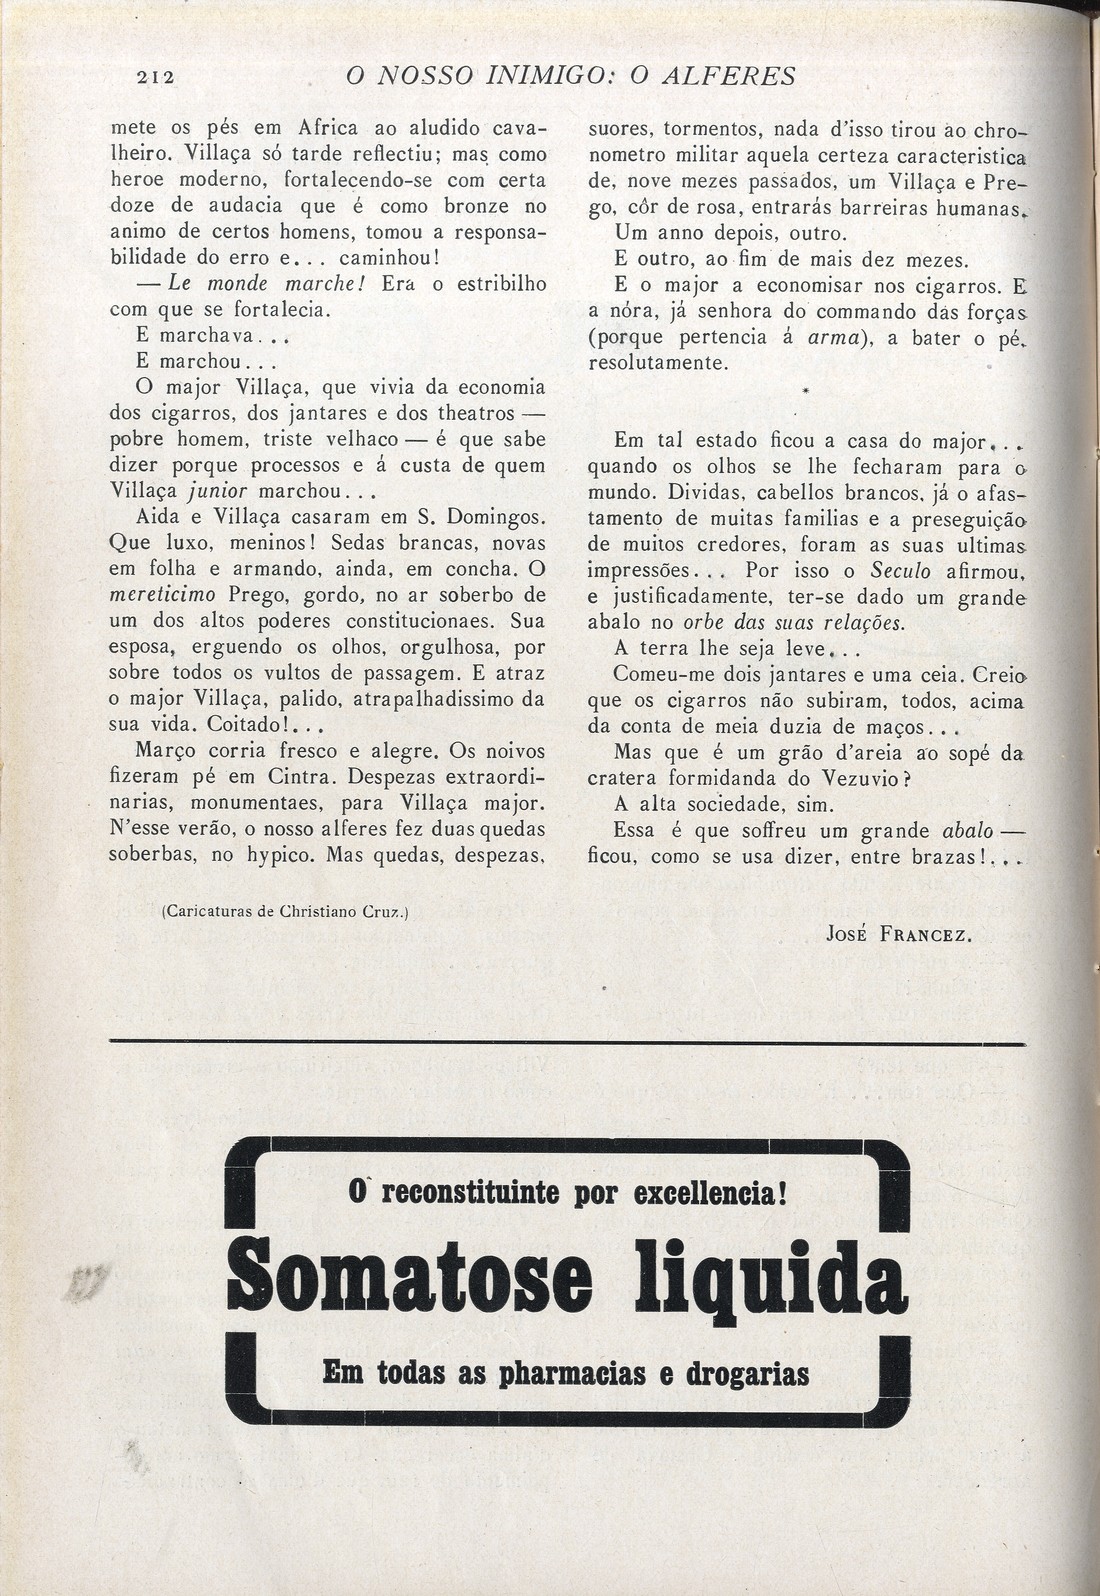 212
O NOSSO INIMIGO: O ALFERES
mete os pés em Africa ao aludido cava-
lheiro. Villaça só tarde reflectiu; mas como
heroe moderno, fortalecendo-se com certa
doze de audacia que é como bronze no
animo de certos homens, tomou a responsa-
bilidade do erro e... caminhou!
— Le monde marche! Era o estribilho
com que se fortalecia.
E marchava...
E marchou...
O major Villaça, que vivia da economia
dos cigarros, dos jantares e dos theatros —
pobre homem, triste velhaco — é que sabe
dizer porque processos e á custa de quem
Villaça junior marchou...
Aida e Villaça casaram em S. Domingos.
Que luxo, meninos! Sedas brancas, novas
em folha e armando, ainda, em concha. O
mereticimo Prego, gordo, no ar soberbo de
um dos altos poderes constitucionaes. Sua
esposa, erguendo os olhos, orgulhosa, por
sobre todos os vultos de passagem. E atraz
o major Villaça, palido, atrapalhadissimo da
sua vida. Coitado!...
Março corria fresco e alegre. Os noivos
fizeram pé em Cintra. Despezas extraordi-
narias, monumentaes, para Villaça major.
N'esse verão, o nosso alferes fez duas quedas
soberbas, no hypico. Mas quedas, despezas,
(Caricaturas de Christiano Cruz.)
suores, tormentos, nada d'isso tirou ao chro-
nometro militar aquela certeza caracteristica
de, nove mezes passados, um Villaça e Pre-
go, côr de rosa, entrarás barreiras humanas.
Um anno depois, outro.
E outro, ao fim de mais dez mezes.
E o major a economisar nos cigarros. E
a nóra, já senhora do commando das forças
(porque pertencia á arma), a bater o pé,
resolutamente.
*
Em tal estado ficou a casa do major...
quando os olhos se lhe fecharam para o
mundo. Dividas, cabellos brancos, já o afas-
tamento de muitas familias e a preseguição
de muitos credores, foram as suas ultimas
impressões... Por isso o Seculo afirmou,
e justificadamente, ter-se dado um grande
abalo no orbe das suas relações.
A terra lhe seja leve...
Comeu-me dois jantares e uma ceia. Creio
que os cigarros não subiram, todos, acima
da conta de meia duzia de maços...
Mas que é um grão d'areia ao sopé da
cratera formidanda do Vezuvio?
A alta sociedade, sim.
Essa é que soffreu um grande abalo —
ficou, como se usa dizer, entre brazas!...
JOSÉ FRANCEZ.
O reconstituinte por excellencia!
Somatose liquida
Em todas as pharmacias e drogarias